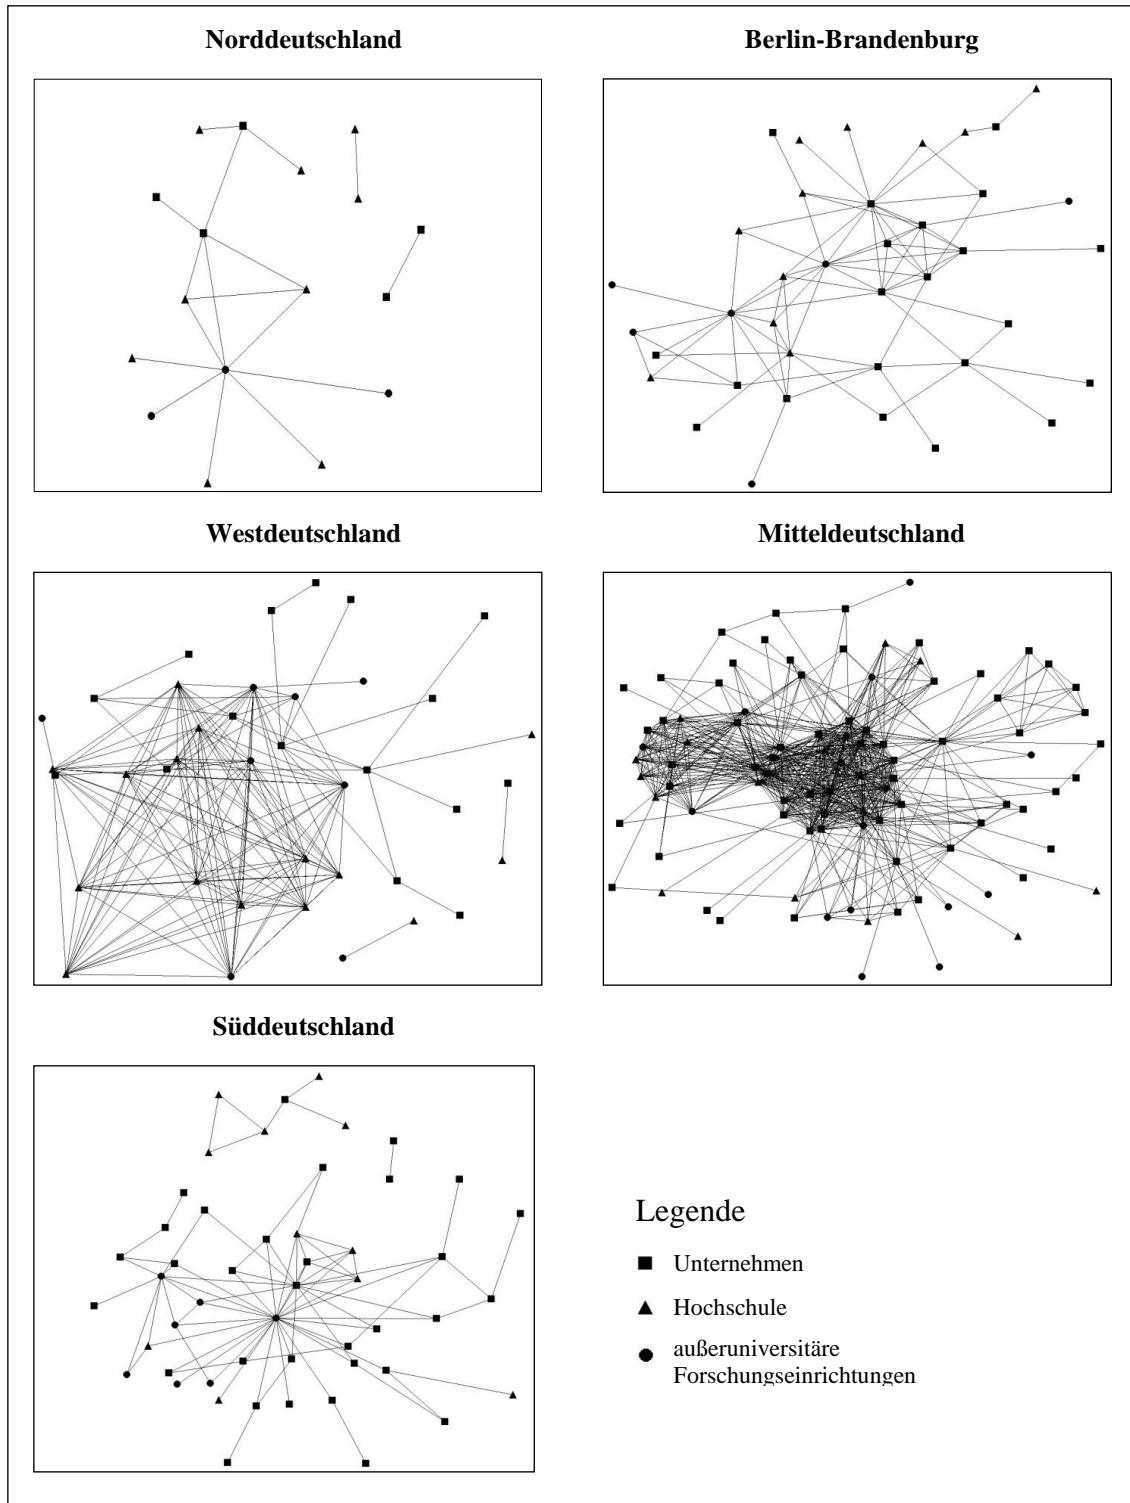 Norddeutschland
Berlin-Brandenburg
Westdeutschland
Mitteldeutschland
Süddeutschland
Legende
Unternehmen
Hochschule
außeruniversitäre
Forschungseinrichtungen